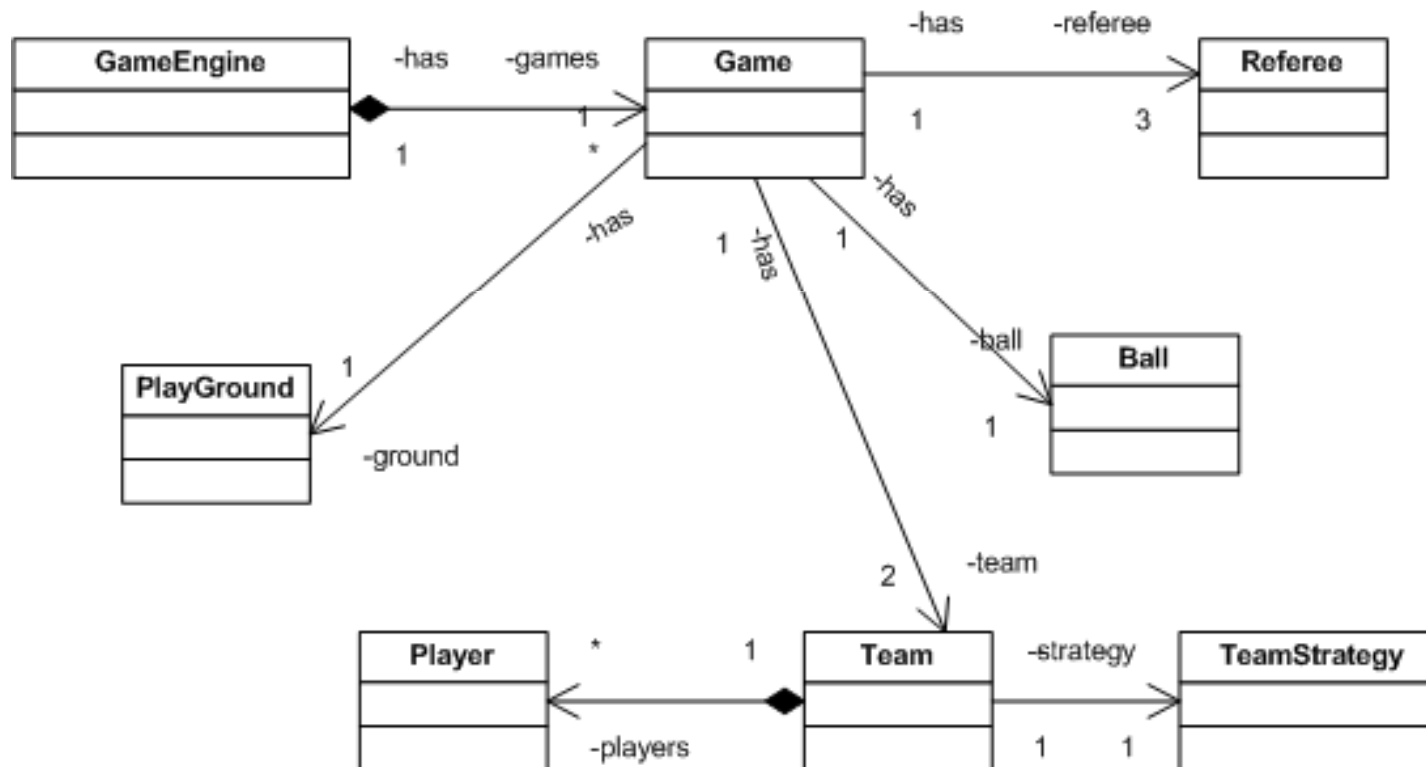 -has -referee
GameEngine -has -games Game Referee
1
1 * 1 3
-has -has
1 -has 1
-ball Ball
1 PlayGround
1
-ground
2 -team
Player * 1 Team -strategy TeamStrategy
-players 1 1